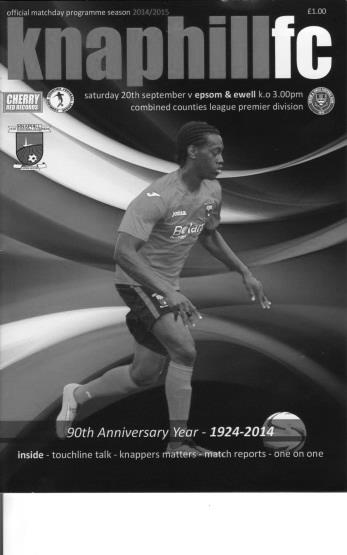 official matchday programme season 2014/2015 £1.00
knaphillfc
saturday 20th september v epsom & ewell k.o 3.00pm
combined counties league premier division
CHERRY
RED RECORDS
KNAPHILL
joma
90th Anniversary Year - 1924-2014
inside - touchline talk - knappers matters - match reports - one on one